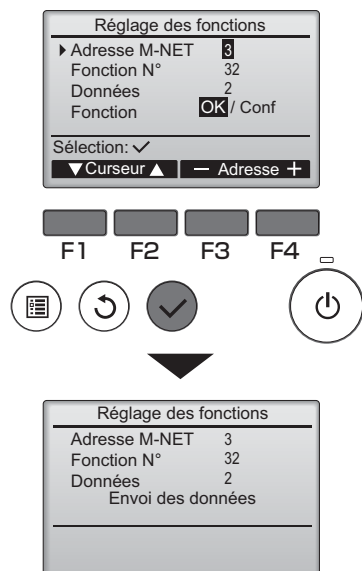 Réglage des fonctions
Adresse M-NET 3
Fonction N° 32
Données 2
Fonction OK / Conf
Sélection: ✓
▼Curseur▲ − Adresse +
F1 F2 F3 F4
Réglage des fonctions
Adresse M-NET 3
Fonction N° 32
Données 2
Envoi des données